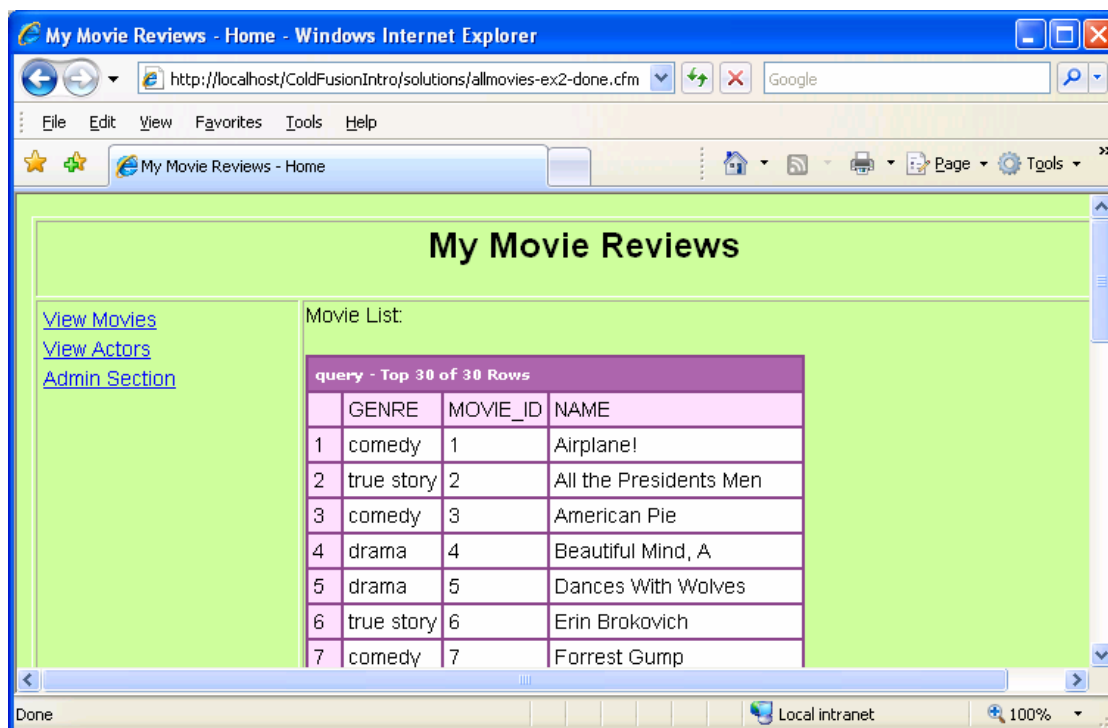 My Movie Reviews - Home - Windows Internet Explorer
http://localhost/ColdFusionIntro/solutions/allmovies-ex2-done.cfm Google
File Edit View Favorites Tools Help
My Movie Reviews - Home Page Tools »
My Movie Reviews
View Movies
View Actors
Admin Section
Movie List:
query - Top 30 of 30 Rows
GENRE MOVIE_ID NAME
1 comedy 1 Airplane!
2 true story 2 All the Presidents Men
3 comedy 3 American Pie
4 drama 4 Beautiful Mind, A
5 drama 5 Dances With Wolves
6 true story 6 Erin Brokovich
7 comedy 7 Forrest Gump
Done Local intranet 100%